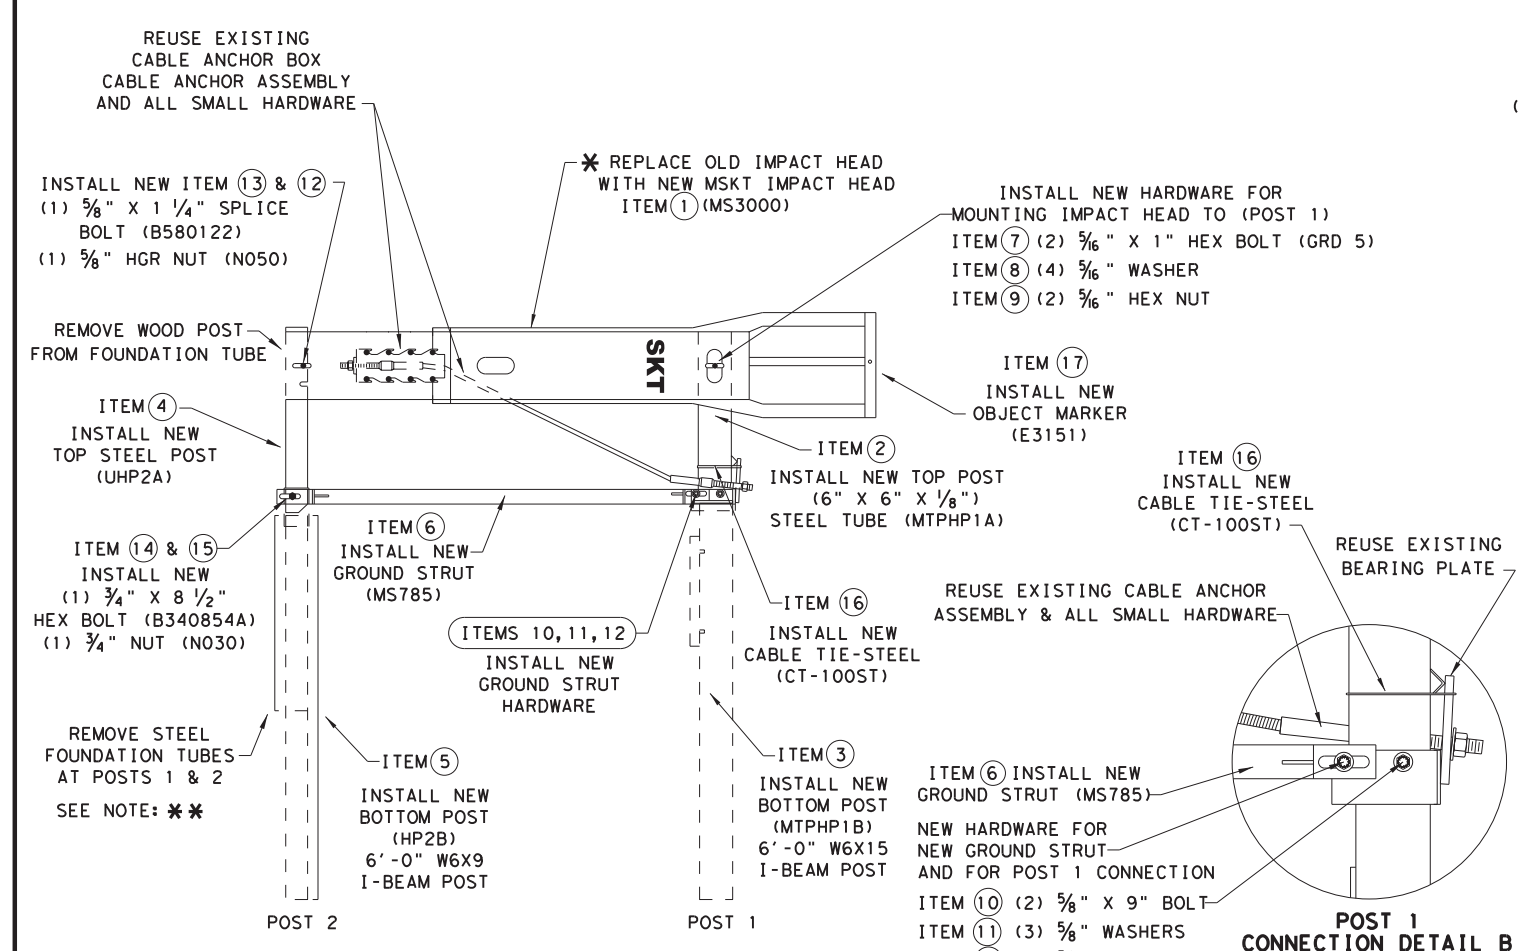 REUSE EXISTING
CABLE ANCHOR BOX
CABLE ANCHOR ASSEMBLY
AND ALL SMALL HARDWARE
INSTALL NEW ITEM 13 & 12
(1) 5/8" X 1 1/4" SPLICE
BOLT (B580122)
(1) 5/8" HGR NUT (N050)
* REPLACE OLD IMPACT HEAD
WITH NEW MSKT IMPACT HEAD
ITEM 1 (MS3000)
INSTALL NEW HARDWARE FOR
MOUNTING IMPACT HEAD TO (POST 1)
ITEM 7 (2) 5/16" X 1" HEX BOLT (GRD 5)
ITEM 8 (4) 5/16" WASHER
ITEM 9 (2) 5/16" HEX NUT
REMOVE WOOD POST
FROM FOUNDATION TUBE
SKT
ITEM 17
INSTALL NEW
OBJECT MARKER
(E3151)
ITEM 4
INSTALL NEW
TOP STEEL POST
(UHP2A)
ITEM 2
INSTALL NEW TOP POST
(6" X 6" X 1/8")
STEEL TUBE (MTPHP1A)
ITEM 16
INSTALL NEW
CABLE TIE-STEEL
(CT-100ST)
REUSE EXISTING
BEARING PLATE
ITEM 14 & 15
INSTALL NEW
(1) 3/4" X 8 1/2"
HEX BOLT (B340854A)
(1) 3/4" NUT (N030)
ITEM 6
INSTALL NEW
GROUND STRUT
(MS785)
ITEMS 10,11,12
INSTALL NEW
GROUND STRUT
HARDWARE
ITEM 16
INSTALL NEW
CABLE TIE-STEEL
(CT-100ST)
REUSE EXISTING CABLE ANCHOR
ASSEMBLY & ALL SMALL HARDWARE
REMOVE STEEL
FOUNDATION TUBES
AT POSTS 1 & 2
SEE NOTE: **
ITEM 5
INSTALL NEW
BOTTOM POST
(HP2B)
6'-0" W6X9
I-BEAM POST
ITEM 3
INSTALL NEW
BOTTOM POST
(MTPHP1B)
6'-0" W6X15
I-BEAM POST
ITEM 6 INSTALL NEW
GROUND STRUT (MS785)
NEW HARDWARE FOR
NEW GROUND STRUT
AND FOR POST 1 CONNECTION
ITEM 10 (2) 5/8" X 9" BOLT
ITEM 11 (3) 5/8" WASHERS
POST 2
POST 1
POST 1
CONNECTION DETAIL B